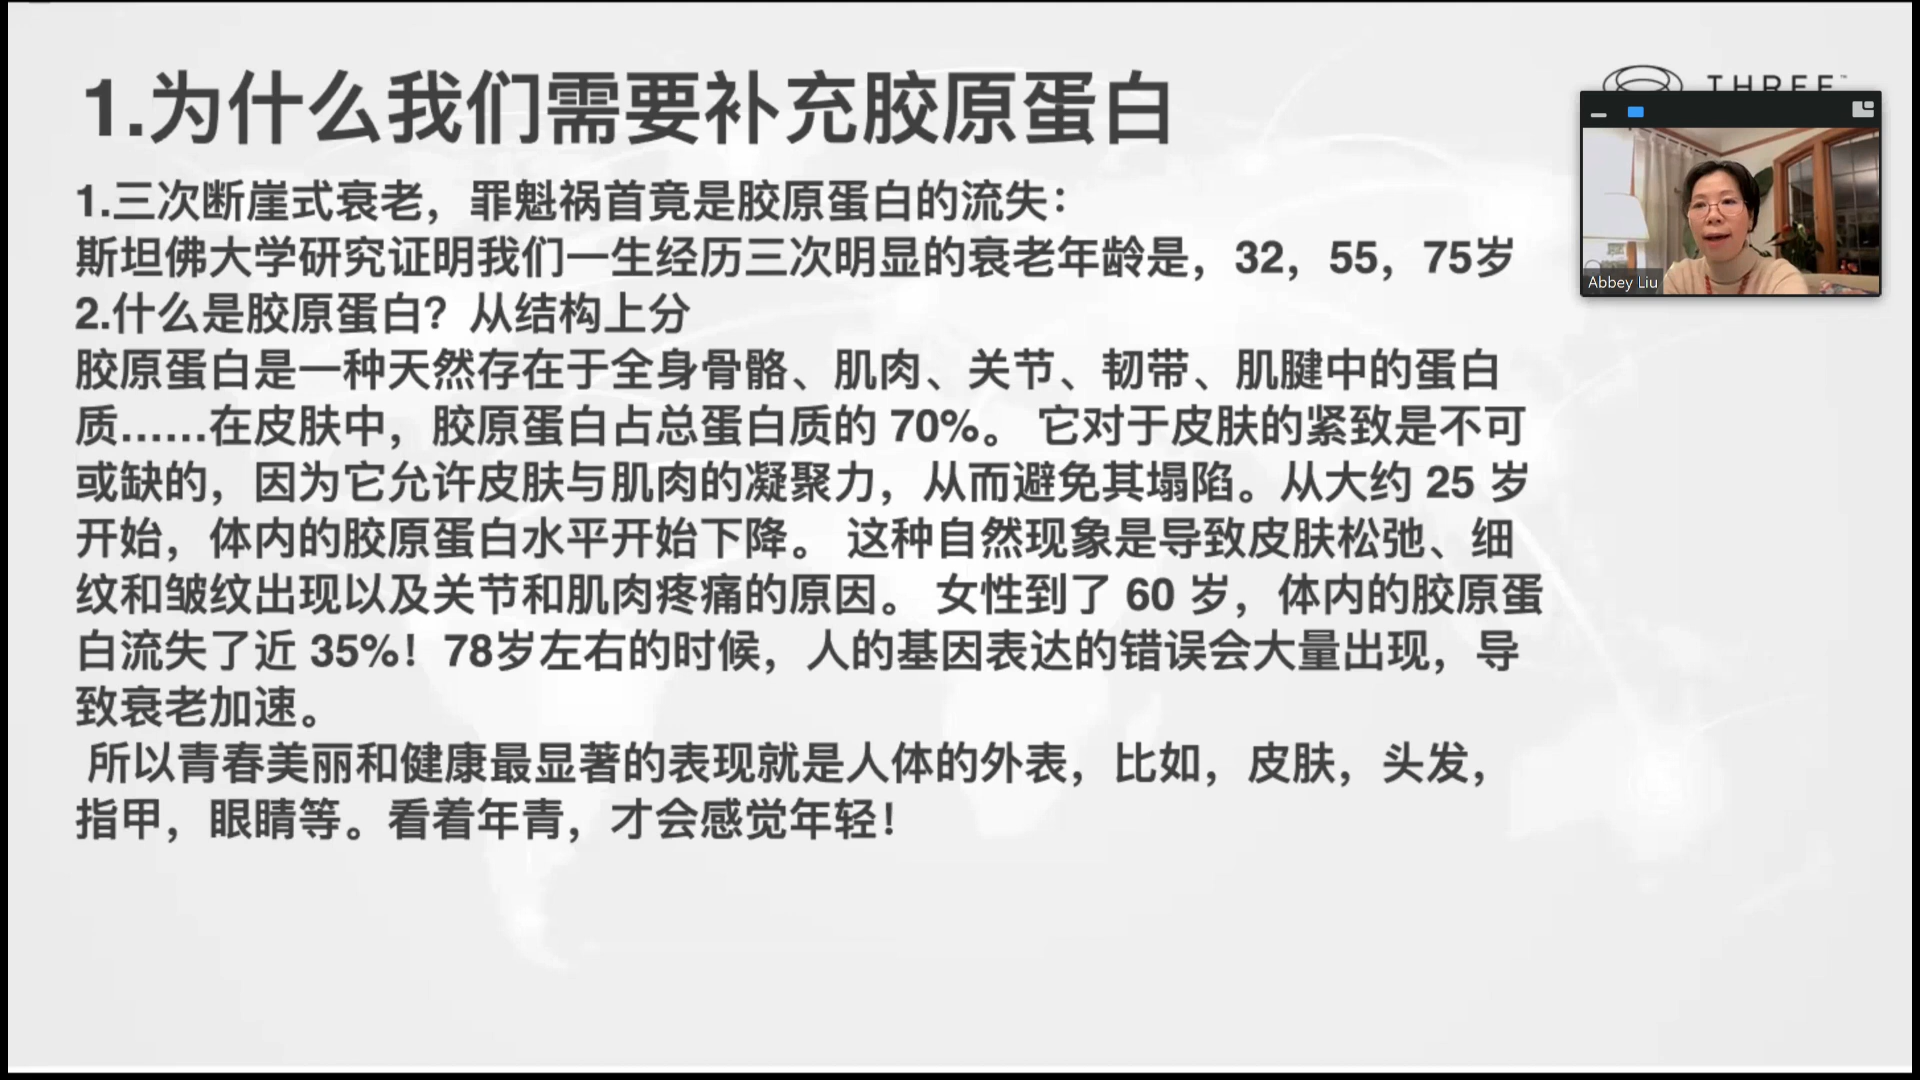 1.为什么我们需要补充胶原蛋白
THREE™
1.三次断崖式衰老，罪魁祸首竟是胶原蛋白的流失：
斯坦佛大学研究证明我们一生经历三次明显的衰老年龄是，32，55，75岁
2.什么是胶原蛋白？从结构上分
胶原蛋白是一种天然存在于全身骨骼、肌肉、关节、韧带、肌腱中的蛋白
质......在皮肤中，胶原蛋白占总蛋白质的 70%。 它对于皮肤的紧致是不可
或缺的，因为它允许皮肤与肌肉的凝聚力，从而避免其塌陷。从大约 25 岁
开始，体内的胶原蛋白水平开始下降。 这种自然现象是导致皮肤松弛、细
纹和皱纹出现以及关节和肌肉疼痛的原因。 女性到了 60 岁，体内的胶原蛋
白流失了近 35%！78岁左右的时候，人的基因表达的错误会大量出现，导
致衰老加速。
所以青春美丽和健康最显著的表现就是人体的外表，比如，皮肤，头发，
指甲，眼睛等。看着年青，才会感觉年轻！
Abbey Liu